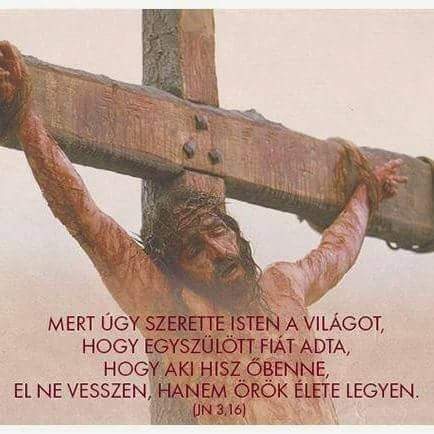 MERT ÚGY SZERETTE ISTEN A VILÁGOT,
HOGY EGYSZÜLÖTT FIÁT ADTA,
HOGY AKI HISZ ŐBENNE,
EL NE VESSZEN, HANEM ÖRÖK ÉLETE LEGYEN.
(JN 3,16)